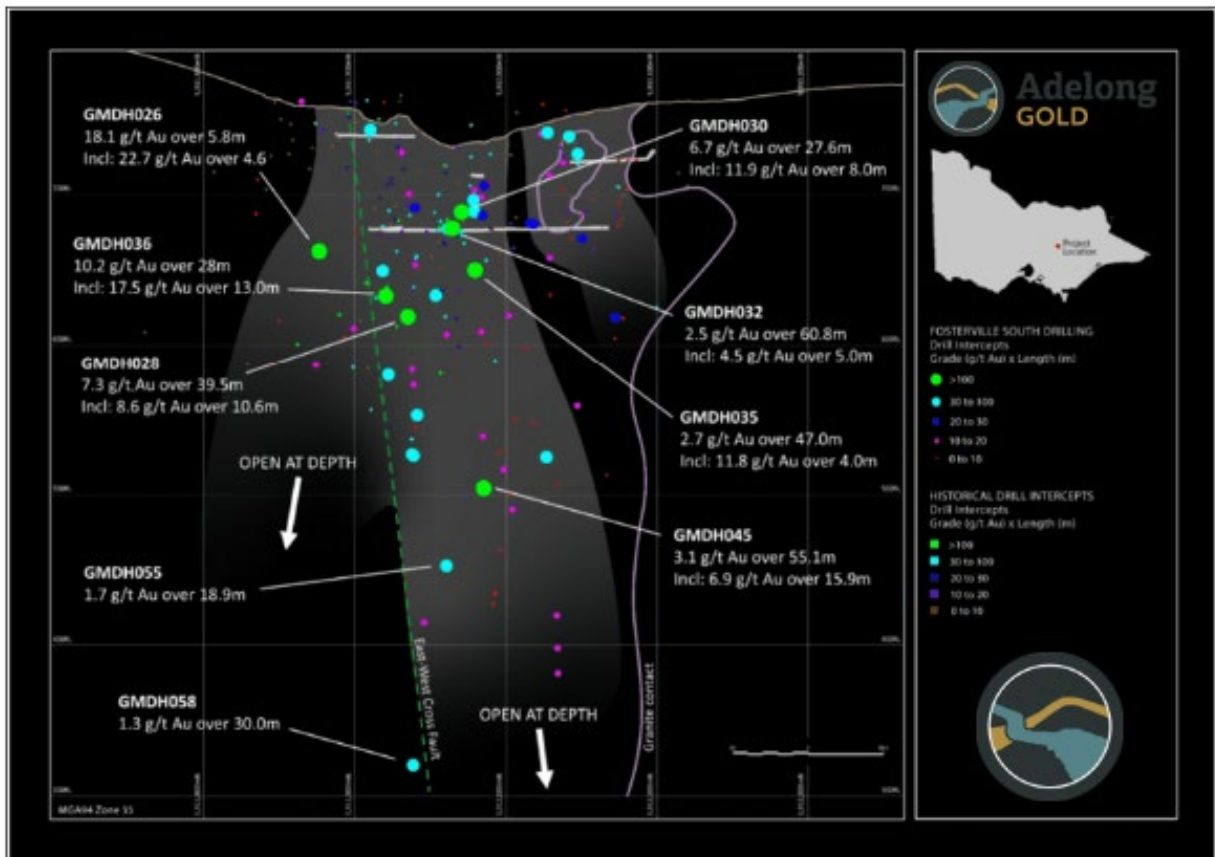 GMDH026
18.1 g/t Au over 5.8m
Incl: 22.7 g/t Au over 4.6
GMDH036
10.2 g/t Au over 28m
Incl: 17.5 g/t Au over 13.0m
GMDH028
7.3 g/t Au over 39.5m
Incl: 8.6 g/t Au over 10.6m
OPEN AT DEPTH
GMDH055
1.7 g/t Au over 18.9m
GMDH058
1.3 g/t Au over 30.0m
MGA94 Zone 55
East-West Cross Fault
OPEN AT DEPTH
Granite contact
GMDH030
6.7 g/t Au over 27.6m
Incl: 11.9 g/t Au over 8.0m
GMDH032
2.5 g/t Au over 60.8m
Incl: 4.5 g/t Au over 5.0m
GMDH035
2.7 g/t Au over 47.0m
Incl: 11.8 g/t Au over 4.0m
GMDH045
3.1 g/t Au over 55.1m
Incl: 6.9 g/t Au over 15.9m
Adelong
GOLD
Project
Location
FOSTERVILLE SOUTH DRILLING
Drill Intercepts
Grade (g/t Au) x Length (m)
>100
30 to 100
20 to 30
10 to 20
0 to 10
HISTORICAL DRILL INTERCEPTS
Drill Intercepts
Grade (g/t Au) x Length (m)
>100
30 to 100
20 to 30
10 to 20
0 to 10